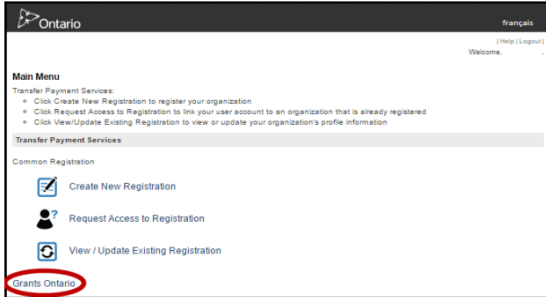 Ontario
français
| Help | Logout |
Welcome, .
Main Menu
Transfer Payment Services:
Click Create New Registration to register your organization
Click Request Access to Registration to link your user account to an organization that is already registered
Click View/Update Existing Registration to view or update your organization's profile information
Transfer Payment Services
Common Registration
Create New Registration
Request Access to Registration
View / Update Existing Registration
Grants Ontario